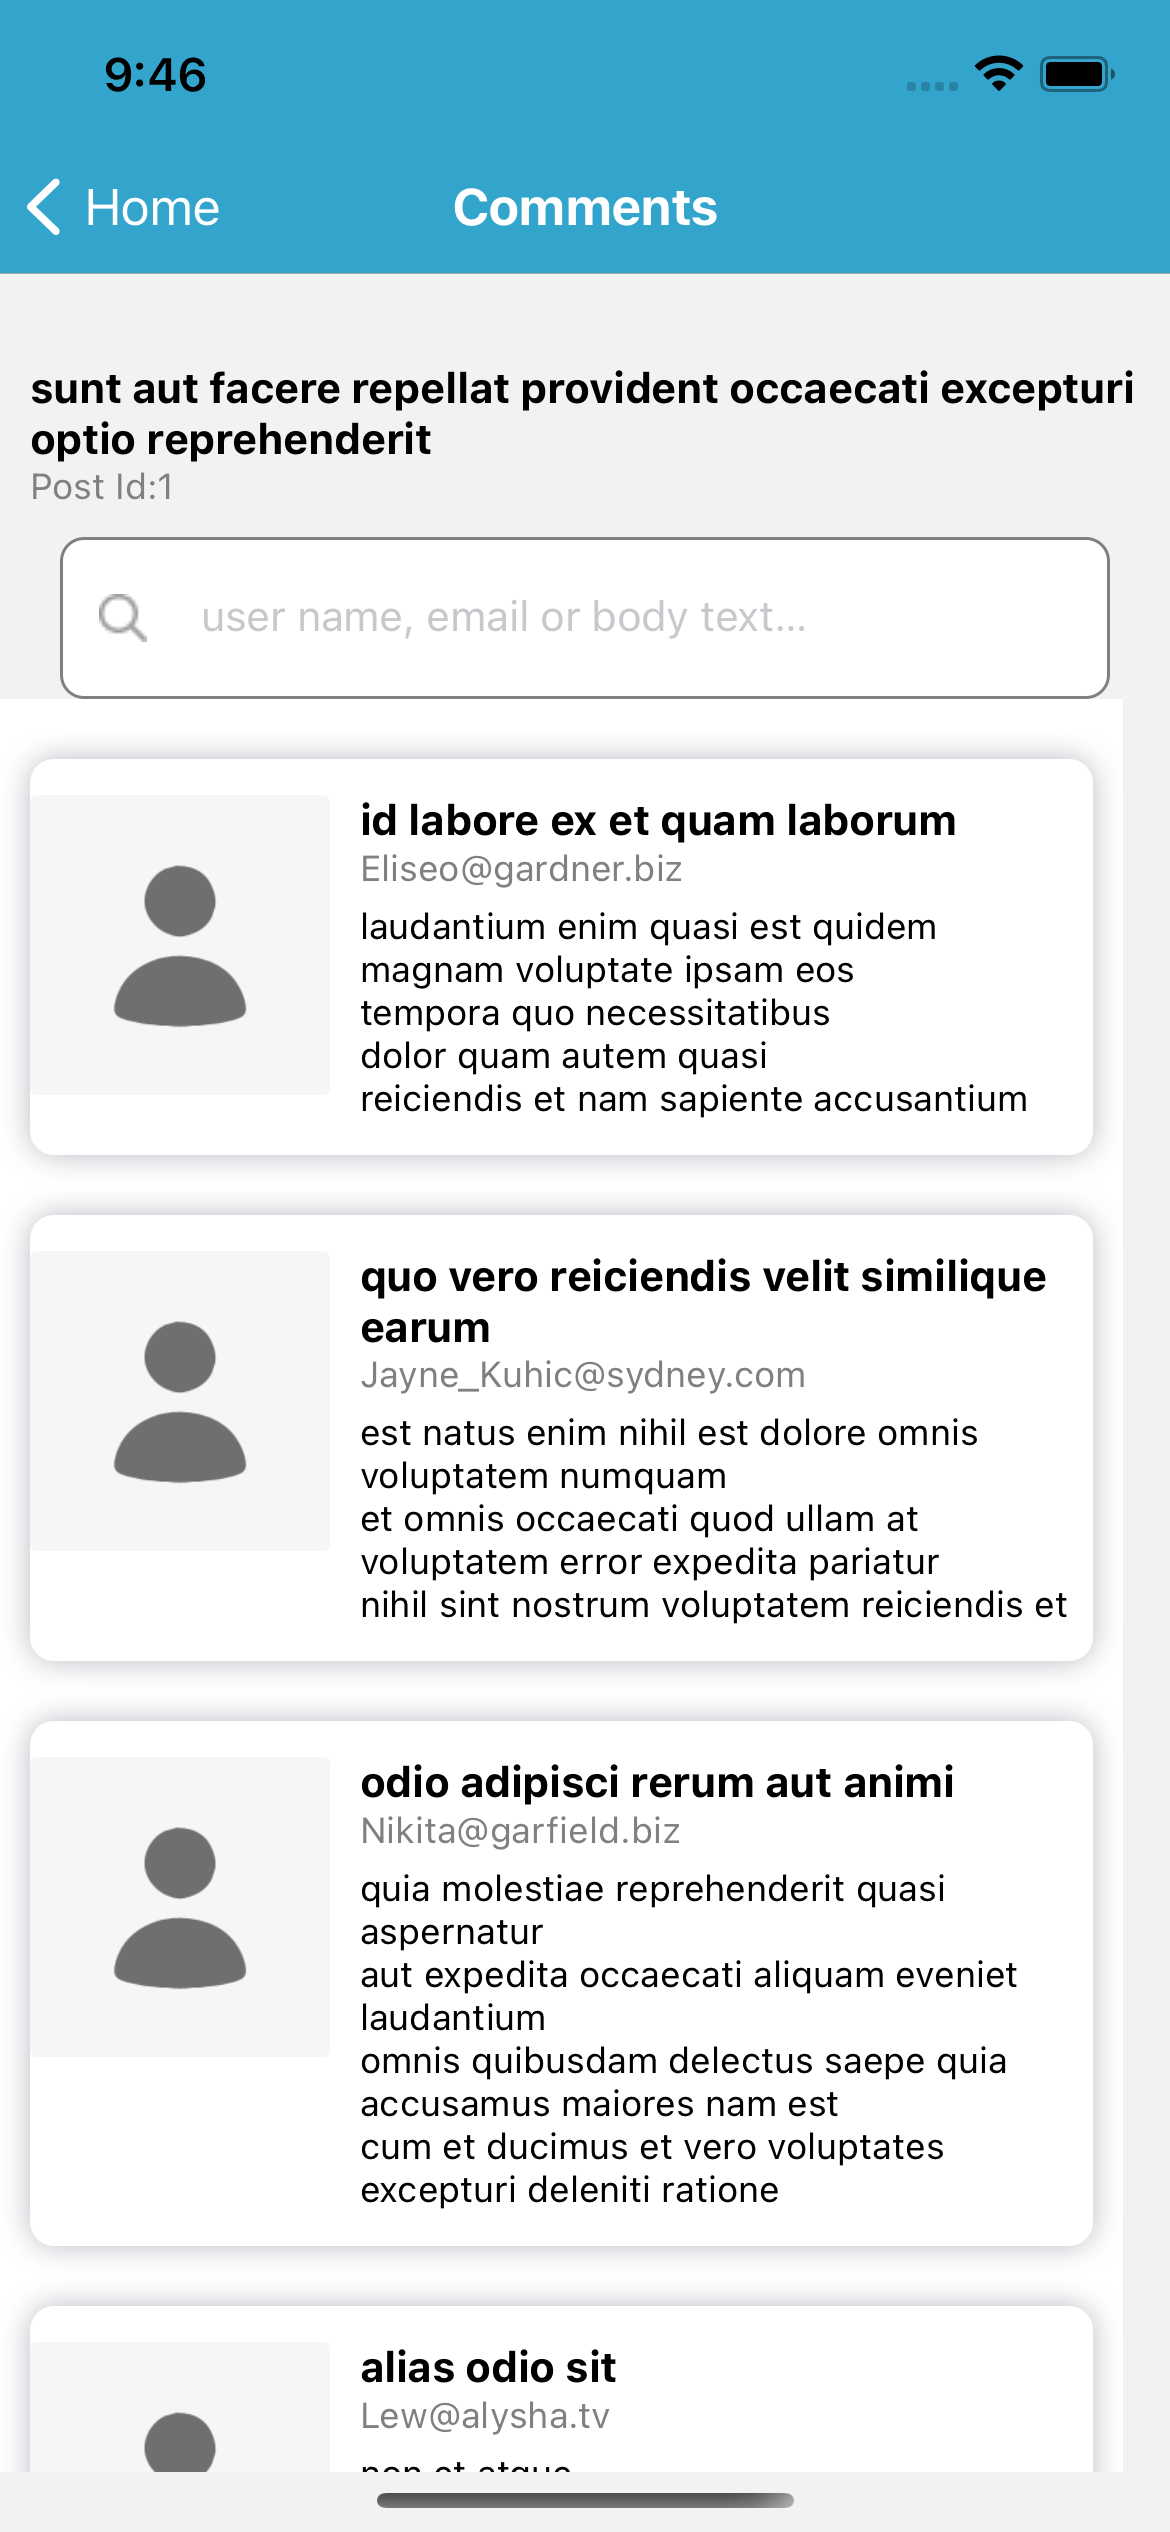 9:46
Home
Comments
sunt aut facere repellat provident occaecati excepturi
optio reprehenderit
Post Id:1
user name, email or body text...
id labore ex et quam laborum
Eliseo@gardner.biz
laudantium enim quasi est quidem
magnam voluptate ipsam eos
tempora quo necessitatibus
dolor quam autem quasi
reiciendis et nam sapiente accusantium
quo vero reiciendis velit similique
earum
Jayne_Kuhic@sydney.com
est natus enim nihil est dolore omnis
voluptatem numquam
et omnis occaecati quod ullam at
voluptatem error expedita pariatur
nihil sint nostrum voluptatem reiciendis et
odio adipisci rerum aut animi
Nikita@garfield.biz
quia molestiae reprehenderit quasi
aspernatur
aut expedita occaecati aliquam eveniet
laudantium
omnis quibusdam delectus saepe quia
accusamus maiores nam est
cum et ducimus et vero voluptates
excepturi deleniti ratione
alias odio sit
Lew@alysha.tv